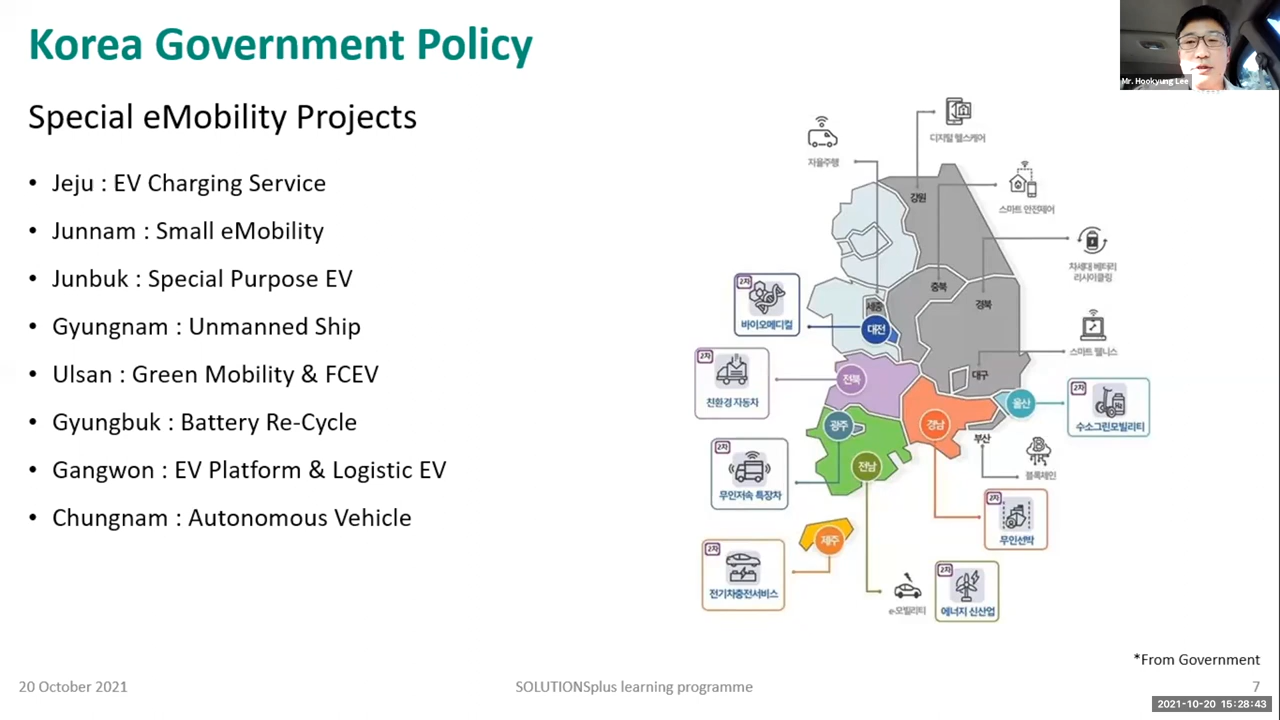 Korea Government Policy
Mr. Hookyung Lee
Special eMobility Projects
• Jeju : EV Charging Service
• Junnam : Small eMobility
• Junbuk : Special Purpose EV
• Gyungnam : Unmanned Ship
• Ulsan : Green Mobility & FCEV
• Gyungbuk : Battery Re-Cycle
• Gangwon : EV Platform & Logistic EV
• Chungnam : Autonomous Vehicle
디지털 헬스케어
자율주행
강원
스마트 안전제어
차세대 배터리
리사이클링
충북
경북
세종
2차
바이오메디컬
대전
스마트 웰니스
2차
친환경 자동차
전북
대구
울산
2차
수소그린모빌리티
광주
경남
부산
블록체인
2차
무인저속 특장차
전남
2차
무인선박
제주
2차
전기차충전서비스
e-모빌리티
2차
에너지 신산업
*From Government
20 October 2021
SOLUTIONSplus learning programme
7
2021-10-20 15:28:43